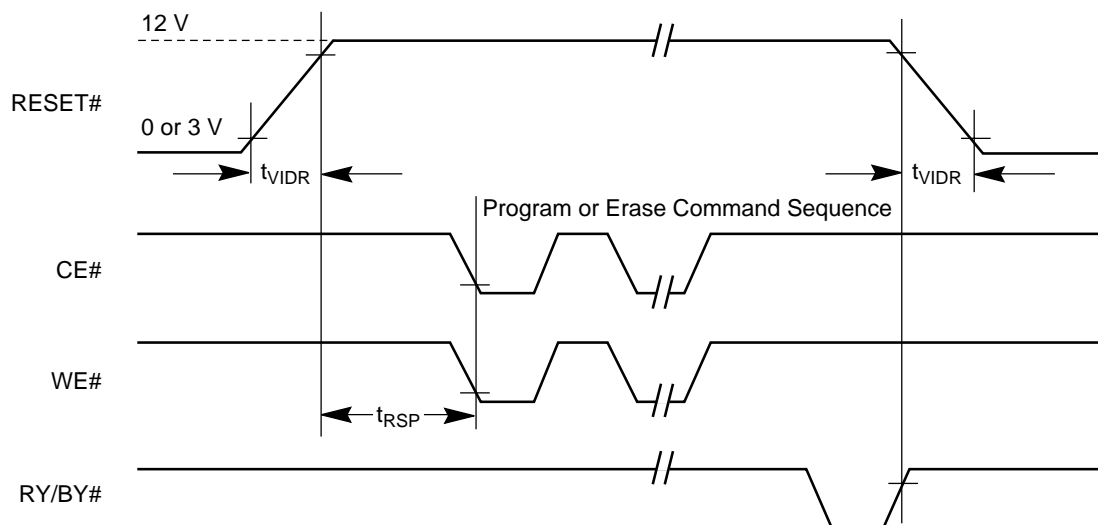 12 V
RESET#
0 or 3 V
tVIDR
tVIDR
Program or Erase Command Sequence
CE#
WE#
tRSP
RY/BY#